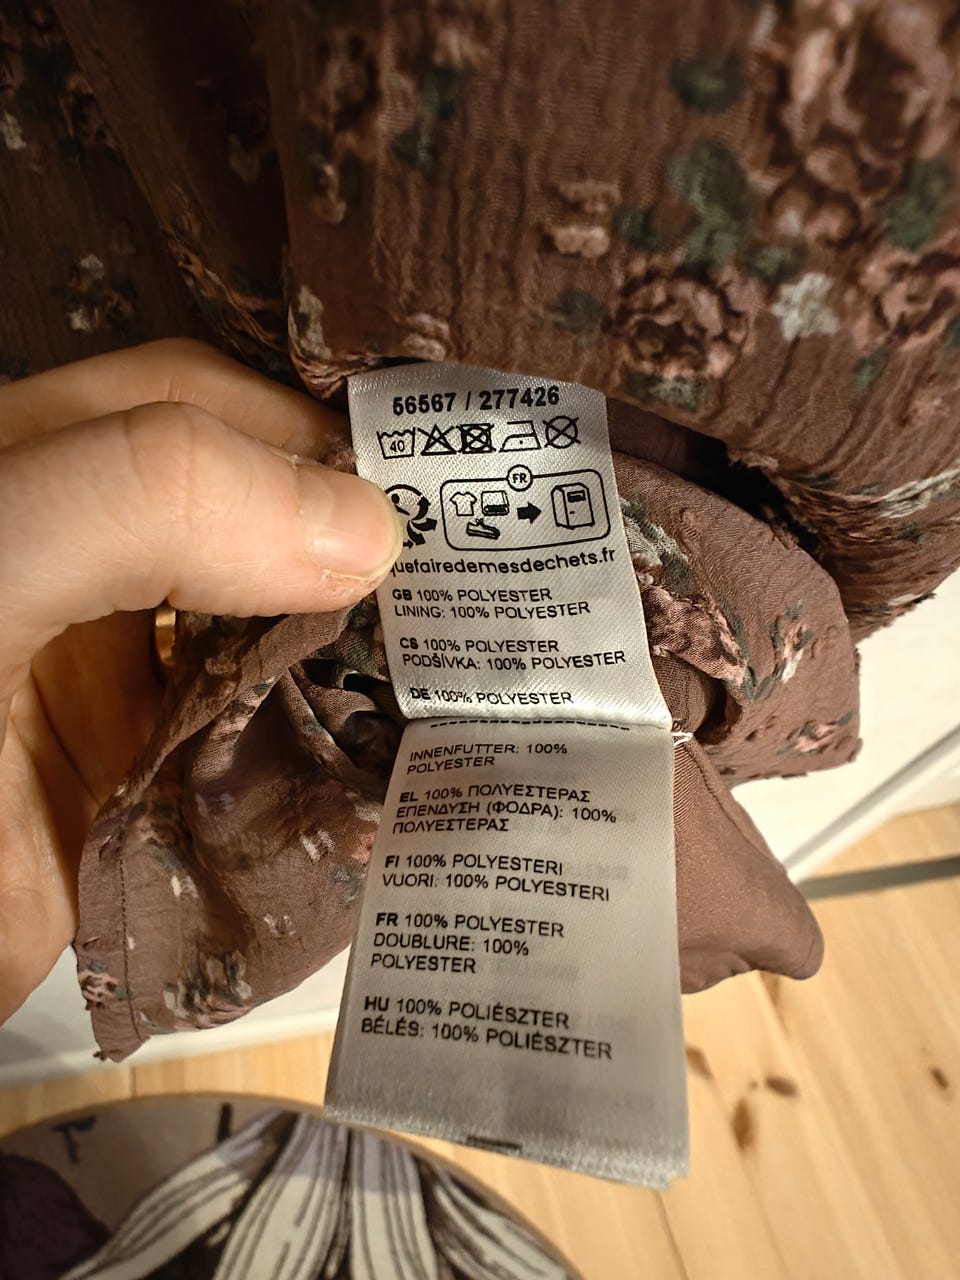 56567 / 277426
40
FR
quefairedemesdechets.fr
GB 100% POLYESTER
LINING: 100% POLYESTER
CS 100% POLYESTER
PODŠÍVKA: 100% POLYESTER
DE 100% POLYESTER
INNENFUTTER: 100%
POLYESTER
EL 100% ΠΟΛΥΕΣΤΕΡΑΣ
ΕΠΕΝΔΥΣΗ (ΦΟΔΡΑ): 100%
ΠΟΛΥΕΣΤΕΡΑΣ
FI 100% POLYESTERI
VUORI: 100% POLYESTERI
FR 100% POLYESTER
DOUBLURE: 100%
POLYESTER
HU 100% POLIÉSZTER
BÉLÉS: 100% POLIÉSZTER